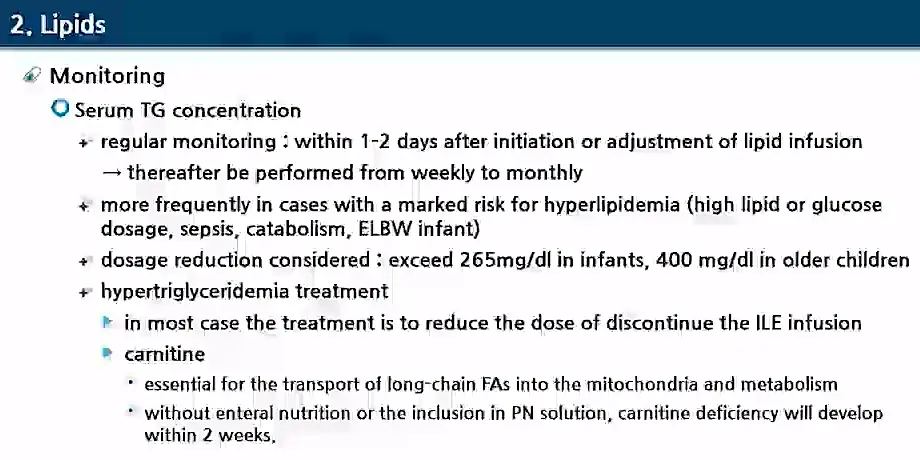 2. Lipids
Monitoring
Serum TG concentration
regular monitoring : within 1-2 days after initiation or adjustment of lipid infusion
→ thereafter be performed from weekly to monthly
more frequently in cases with a marked risk for hyperlipidemia (high lipid or glucose
dosage, sepsis, catabolism, ELBW infant)
dosage reduction considered : exceed 265mg/dl in infants, 400 mg/dl in older children
hypertriglyceridemia treatment
in most case the treatment is to reduce the dose of discontinue the ILE infusion
carnitine
• essential for the transport of long-chain FAs into the mitochondria and metabolism
• without enteral nutrition or the inclusion in PN solution, carnitine deficiency will develop
within 2 weeks.